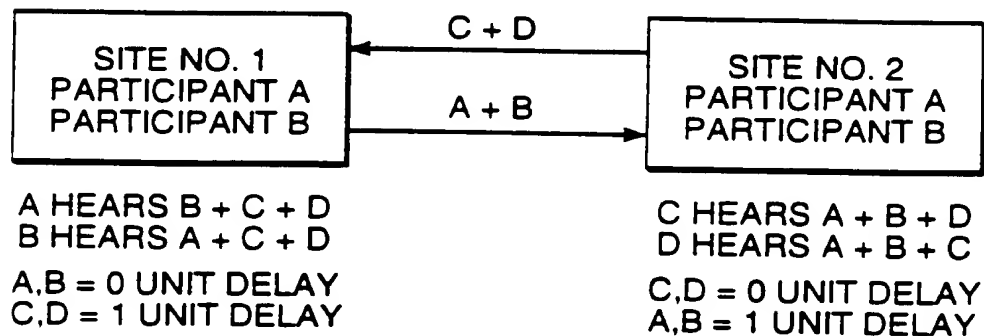 C + D
SITE NO. 1
PARTICIPANT A
PARTICIPANT B
A + B
SITE NO. 2
PARTICIPANT A
PARTICIPANT B
A HEARS B + C + D
B HEARS A + C + D
A,B = 0 UNIT DELAY
C,D = 1 UNIT DELAY
C HEARS A + B + D
D HEARS A + B + C
C,D = 0 UNIT DELAY
A,B = 1 UNIT DELAY